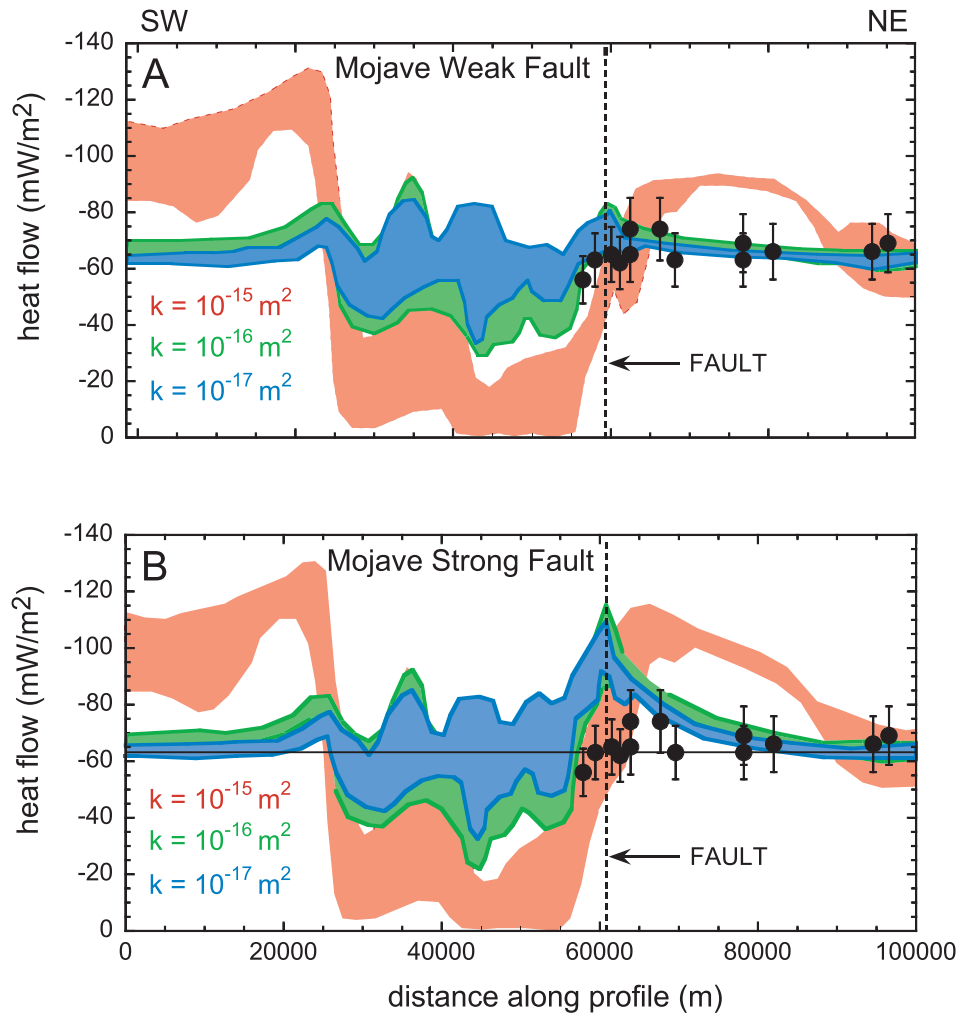 SW NE
-140
A Mojave Weak Fault
-120
-100
-80
-60
-40
-20
0
heat flow (mW/m²)
k = 10⁻¹⁵ m²
k = 10⁻¹⁶ m²
k = 10⁻¹⁷ m²
FAULT
-140
B Mojave Strong Fault
-120
-100
-80
-60
-40
-20
0
heat flow (mW/m²)
k = 10⁻¹⁵ m²
k = 10⁻¹⁶ m²
k = 10⁻¹⁷ m²
FAULT
0 20000 40000 60000 80000 100000
distance along profile (m)